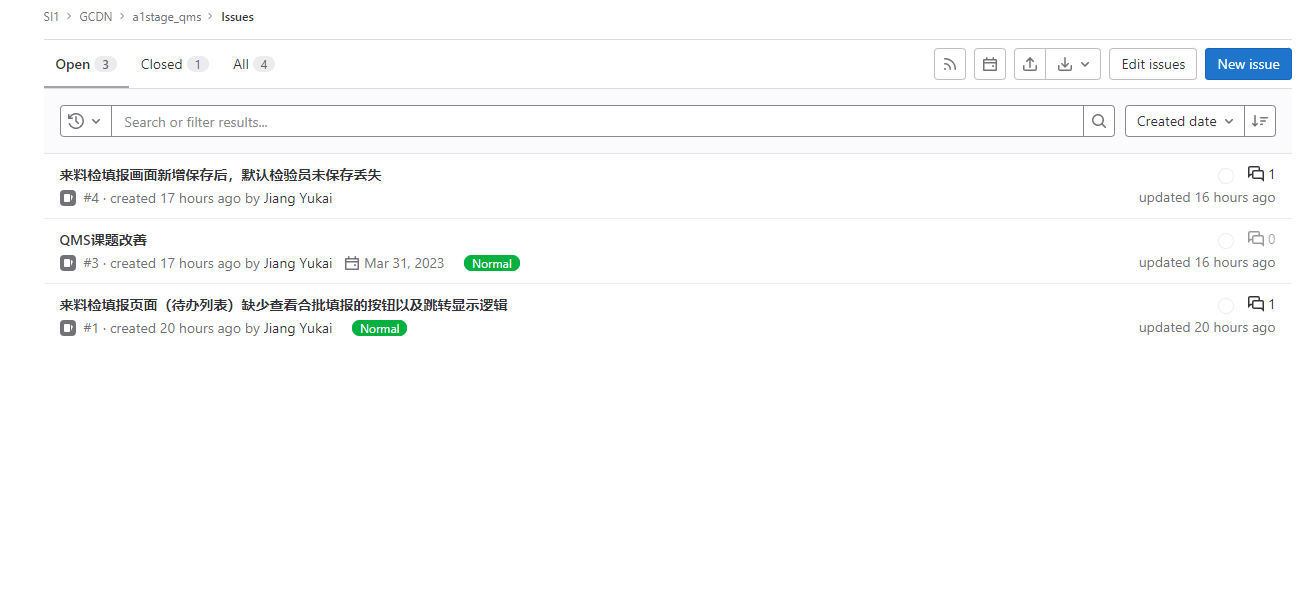 SI1 > GCDN > a1stage_qms > Issues
Open 3 Closed 1 All 4 Edit issues New issue
Search or filter results... Created date
来料检填报画面新增保存后，默认检验员未保存丢失 1
#4 · created 17 hours ago by Jiang Yukai updated 16 hours ago
QMS课题改善 0
#3 · created 17 hours ago by Jiang Yukai Mar 31, 2023 Normal updated 16 hours ago
来料检填报页面（待办列表）缺少查看合批填报的按钮以及跳转显示逻辑 1
#1 · created 20 hours ago by Jiang Yukai Normal updated 20 hours ago